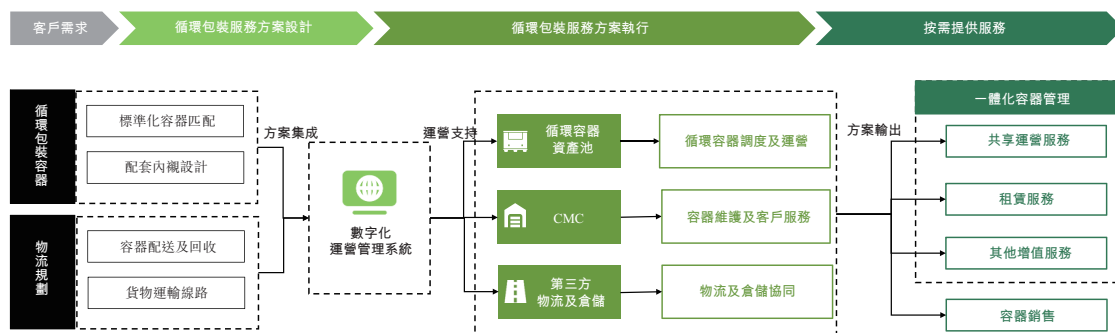 客戶需求
循環包裝服務方案設計
循環包裝服務方案執行
按需提供服務
循環包裝容器
標準化容器匹配
配套內襯設計
物流規劃
容器配送及回收
貨物運輸線路
方案集成
數字化
運營管理系統
運營支持
循環容器
資產池
循環容器調度及運營
CMC
容器維護及客戶服務
第三方
物流及倉儲
物流及倉儲協同
方案輸出
一體化容器管理
共享運營服務
租賃服務
其他增值服務
容器銷售